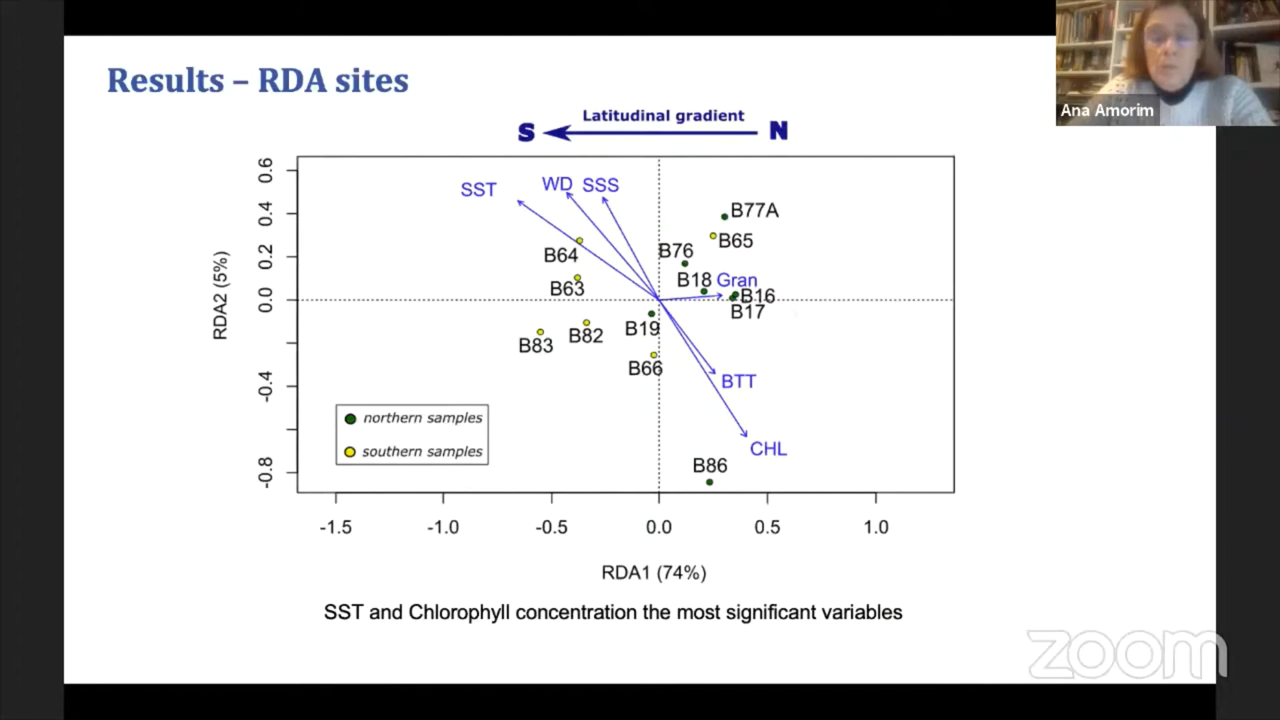 Results – RDA sites
Ana Amorim
Latitudinal gradient
S
N
0.6
0.4
0.2
0.0
-0.4
-0.8
RDA2 (5%)
SST
WD
SSS
B77A
B65
B64
B76
B63
B18
Gran
B16
B17
B83
B82
B19
B66
BTT
CHL
B86
northern samples
southern samples
-1.5
-1.0
-0.5
0.0
0.5
1.0
RDA1 (74%)
SST and Chlorophyll concentration the most significant variables
zoom